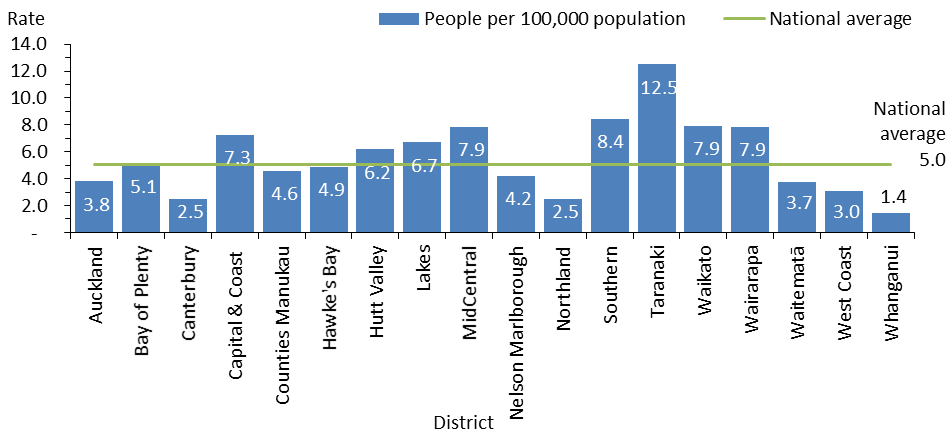 Rate
People per 100,000 population
National average
14.0
12.0
10.0
8.0
6.0
4.0
2.0
-
3.8
5.1
2.5
7.3
4.6
4.9
6.2
6.7
7.9
4.2
2.5
8.4
12.5
7.9
7.9
3.7
3.0
1.4
National
average
5.0
Auckland
Bay of Plenty
Canterbury
Capital & Coast
Counties Manukau
Hawke's Bay
Hutt Valley
Lakes
MidCentral
Nelson Marlborough
Northland
Southern
Taranaki
Waikato
Wairarapa
Waitematā
West Coast
Whanganui
District